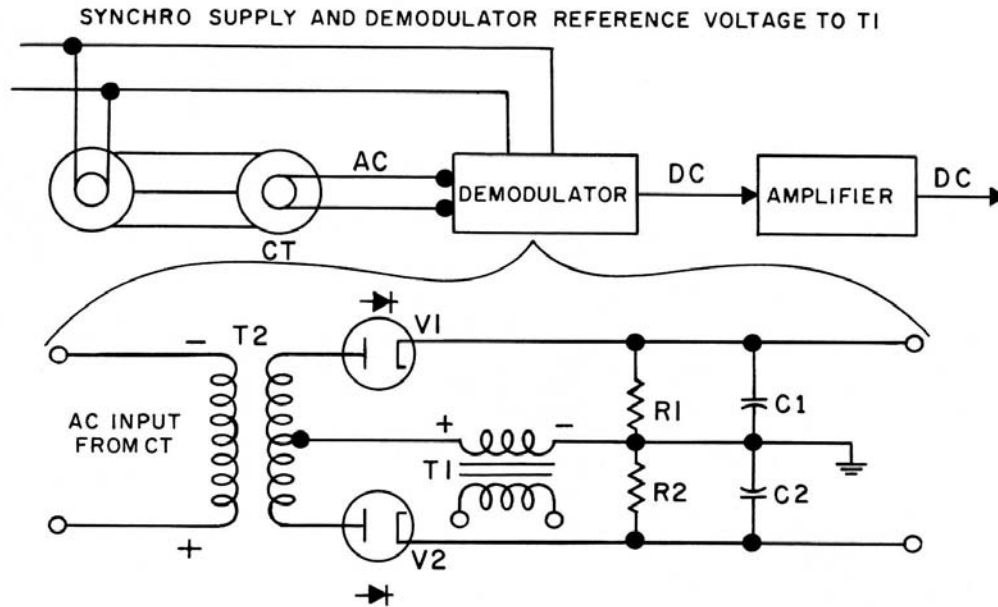 SYNCHRO SUPPLY AND DEMODULATOR REFERENCE VOLTAGE TO T1
AC
DEMODULATOR
DC
AMPLIFIER
DC
CT
T2
V1
-
AC INPUT
FROM CT
+
+
-
T1
R1
C1
R2
C2
V2